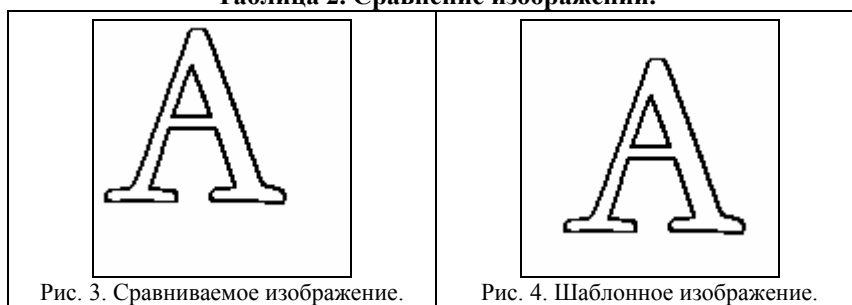 Таблица 2. Сравнение изображений.
А
А
Рис. 3. Сравниваемое изображение.
Рис. 4. Шаблонное изображение.